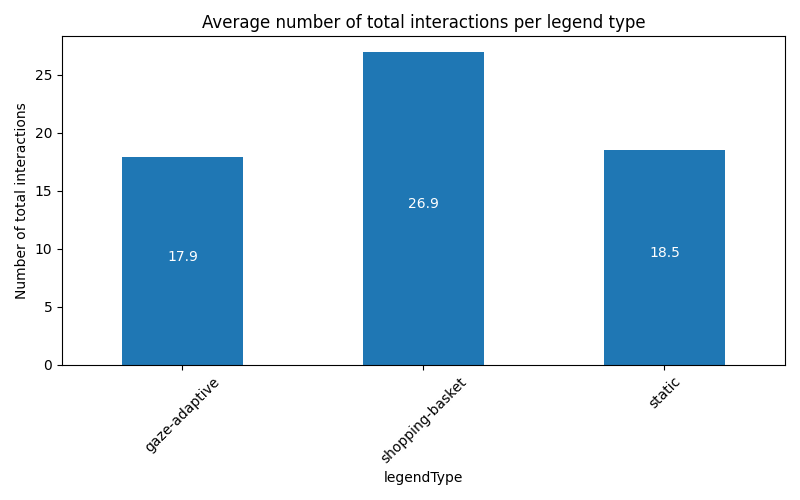 Average number of total interactions per legend type
Number of total interactions
25
20
15
10
5
0
17.9
26.9
18.5
gaze-adaptive
shopping-basket
static
legendType